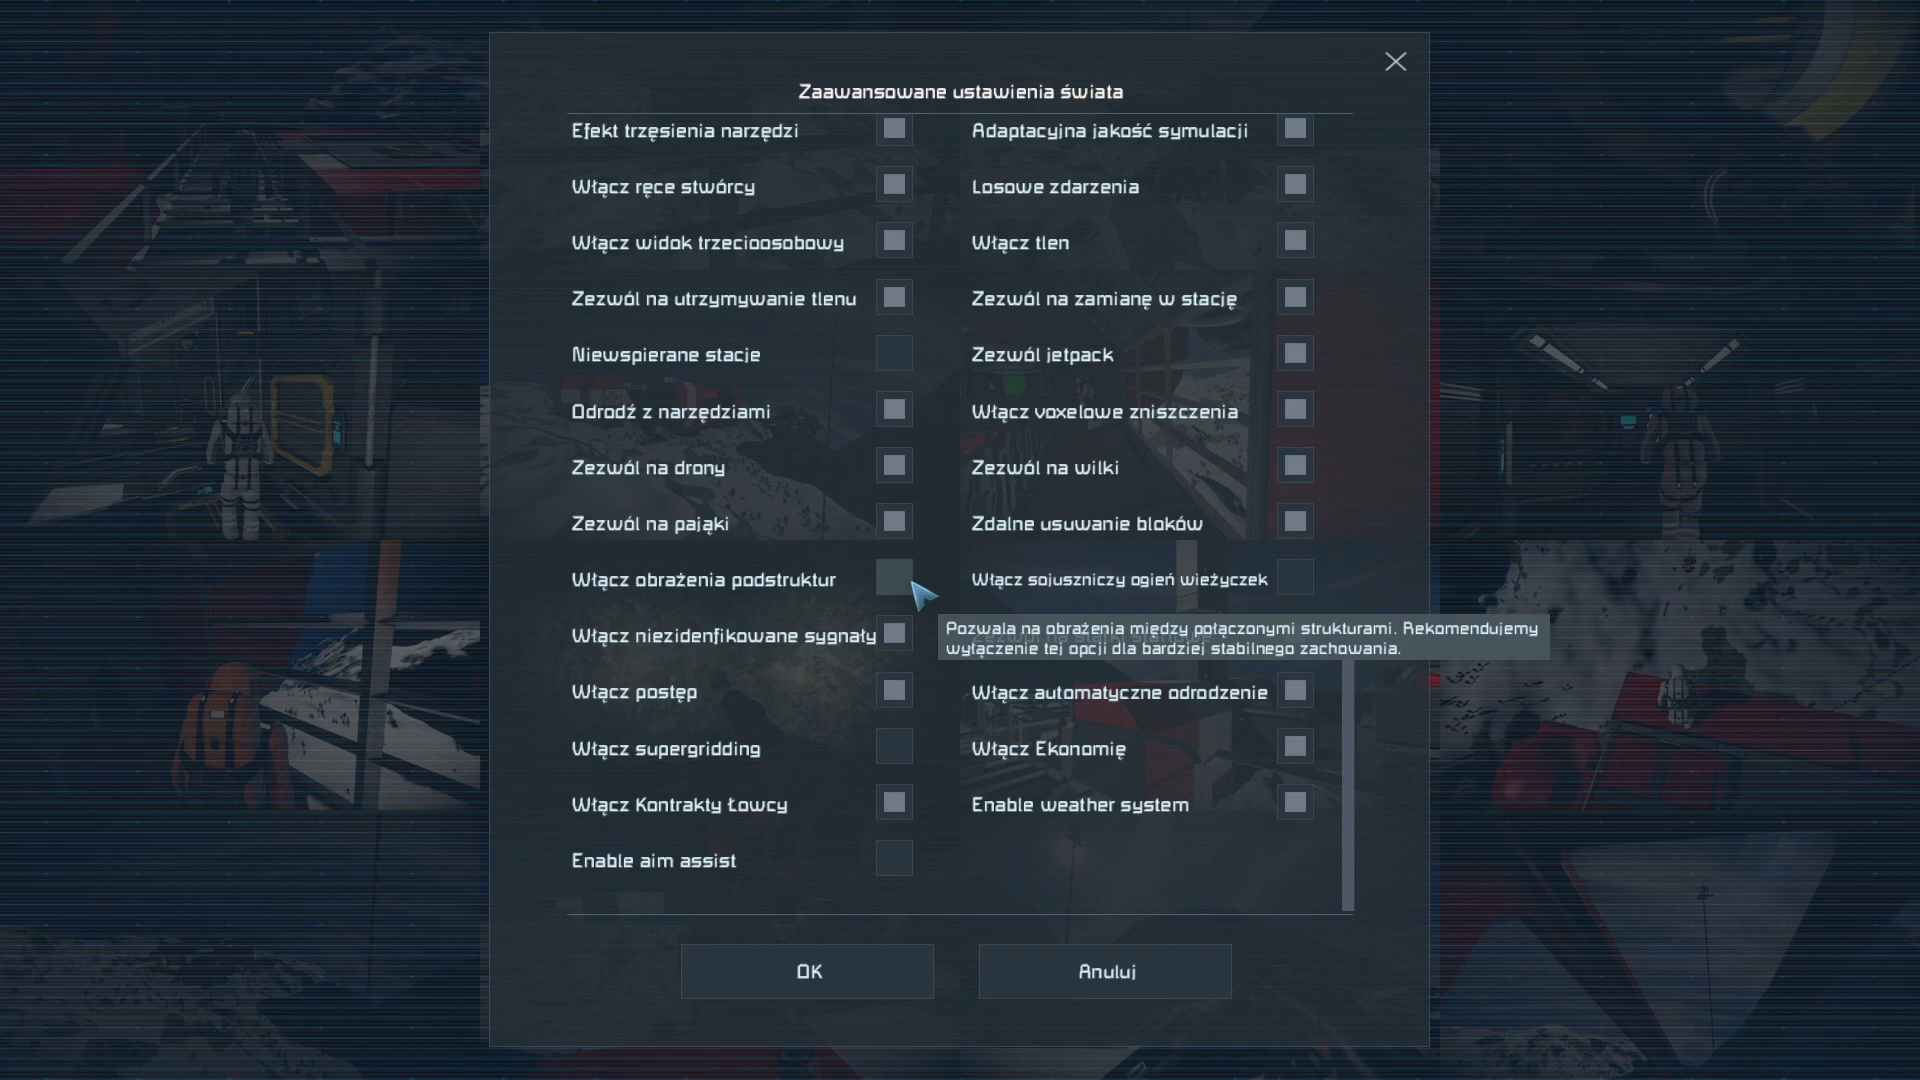 Zaawansowane ustawienia świata
Efekt trzęsienia narzędzi
Adaptacyjna jakość symulacji
Włącz ręce stwórcy
Losowe zdarzenia
Włącz widok trzecioosobowy
Włącz tlen
Zezwól na utrzymywanie tlenu
Zezwól na zamianę w stację
Niewspierane stacje
Zezwól jetpack
Odrodź z narzędziami
Włącz voxelowe zniszczenia
Zezwól na drony
Zezwól na wilki
Zezwól na pająki
Zdalne usuwanie bloków
Włącz obrażenia podstruktur
Włącz sojuszniczy ogień wieżyczek
Włącz niezidenfikowane sygnały
Pozwala na obrażenia miedzy połączonymi strukturami. Rekomendujemy
wyłączenie tej opcji dla bardziej stabilnego zachowania.
Włącz postęp
Włącz automatyczne odrodzenie
Włącz supergridding
Włącz Ekonomię
Włącz Kontrakty Łowcy
Enable weather system
Enable aim assist
OK
Anuluj